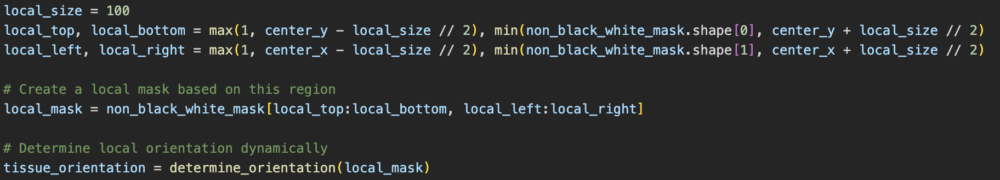 local_size = 100
local_top, local_bottom = max(1, center_y - local_size // 2), min(non_black_white_mask.shape[0], center_y + local_size // 2)
local_left, local_right = max(1, center_x - local_size // 2), min(non_black_white_mask.shape[1], center_x + local_size // 2)
# Create a local mask based on this region
local_mask = non_black_white_mask[local_top:local_bottom, local_left:local_right]
# Determine local orientation dynamically
tissue_orientation = determine_orientation(local_mask)